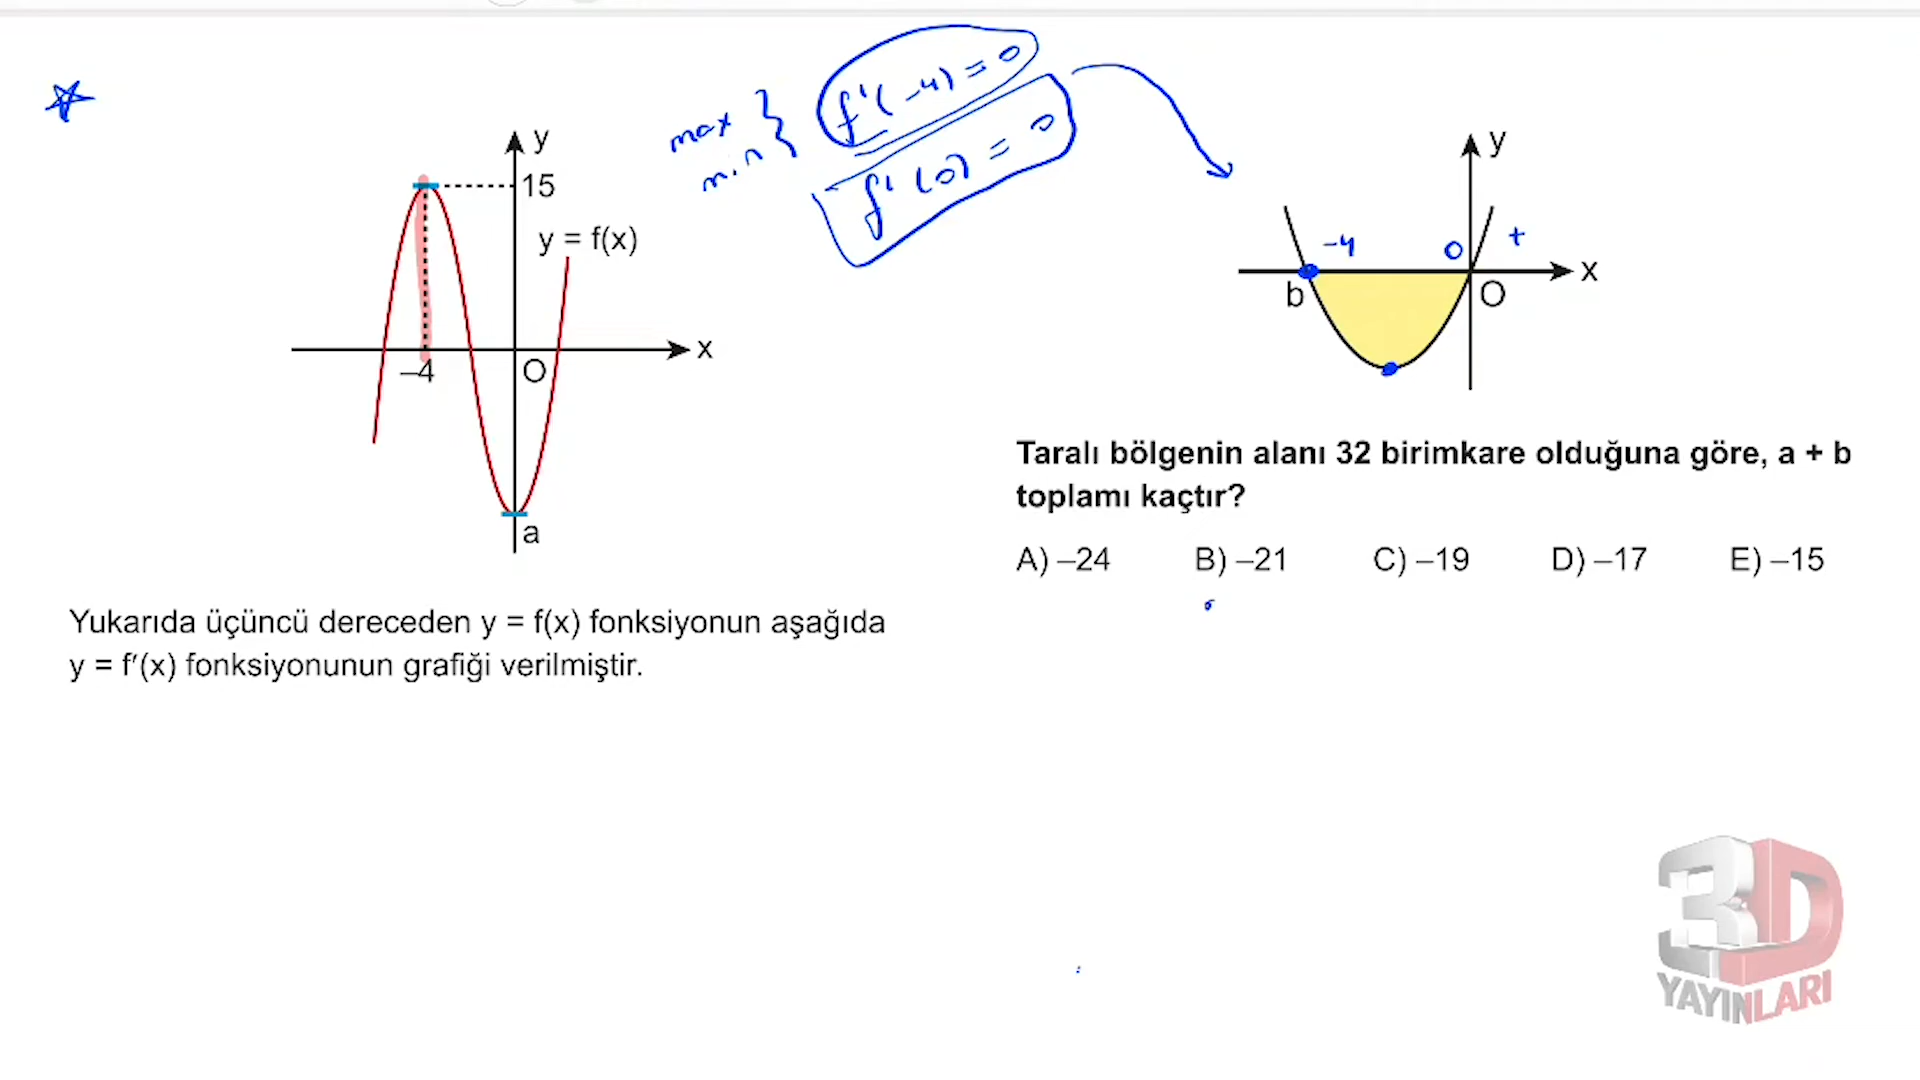 max
min
f'(-4) = 0
f'(0) = 0
y
15
y = f(x)
x
–4
O
a
y
-4
0
+
x
b
O
Taralı bölgenin alanı 32 birimkare olduğuna göre, a + b
toplamı kaçtır?
A) –24 B) –21 C) –19 D) –17 E) –15
Yukarıda üçüncü dereceden y = f(x) fonksiyonun aşağıda
y = f′(x) fonksiyonunun grafiği verilmiştir.
3D
YAYINLARI